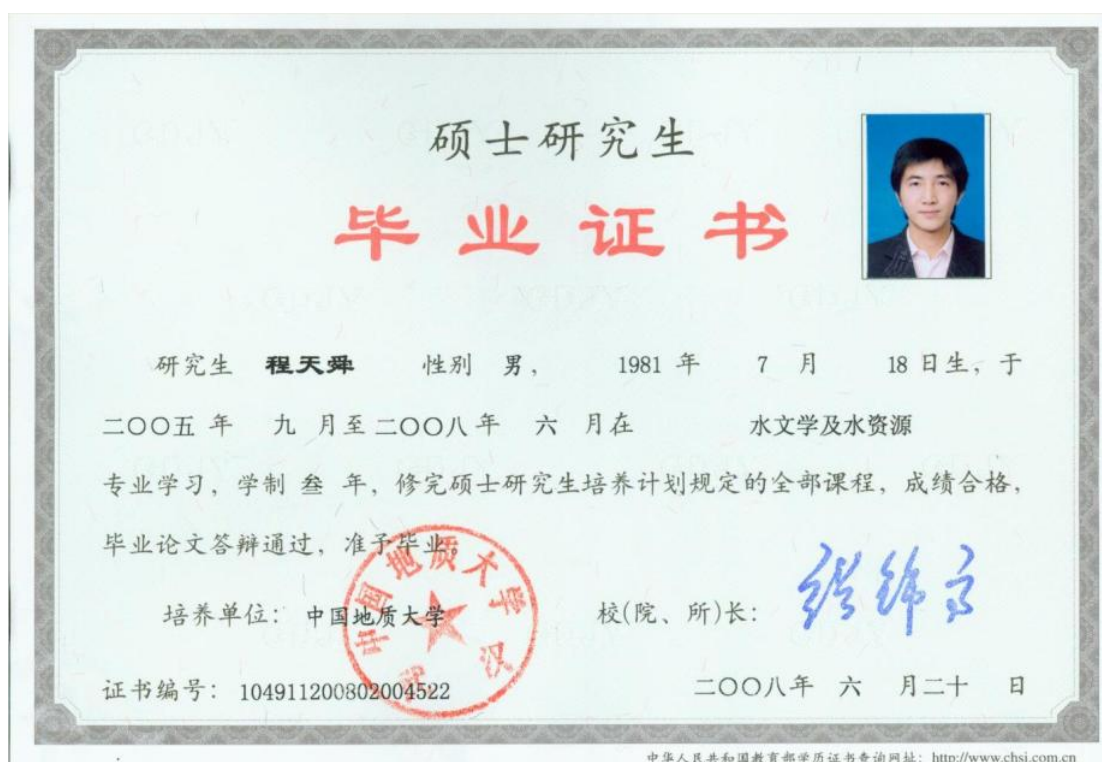 硕士研究生
毕业证书
研究生 程天舜 性别 男， 1981 年 7 月 18 日生，于
二〇〇五 年 九 月至 二〇〇八 年 六 月在 水文学及水资源
专业学习，学制 叁 年，修完硕士研究生培养计划规定的全部课程，成绩合格，
毕业论文答辩通过，准予毕业。
培养单位：中国地质大学 校(院、所)长：
中国地质大学
武汉
证书编号：104911200802004522 二〇〇八年 六 月二十 日
中华人民共和国教育部学历证书查询网址：http://www.chsi.com.cn